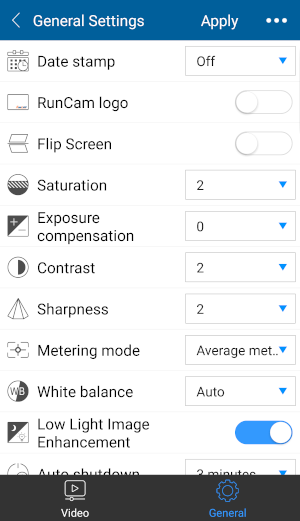 General Settings Apply
Date stamp Off
RunCam logo
Flip Screen
Saturation 2
Exposure
compensation 0
Contrast 2
Sharpness 2
Metering mode Average met..
White balance WB Auto
Low Light Image
Enhancement
Auto shutdown 3 minutes
Video General